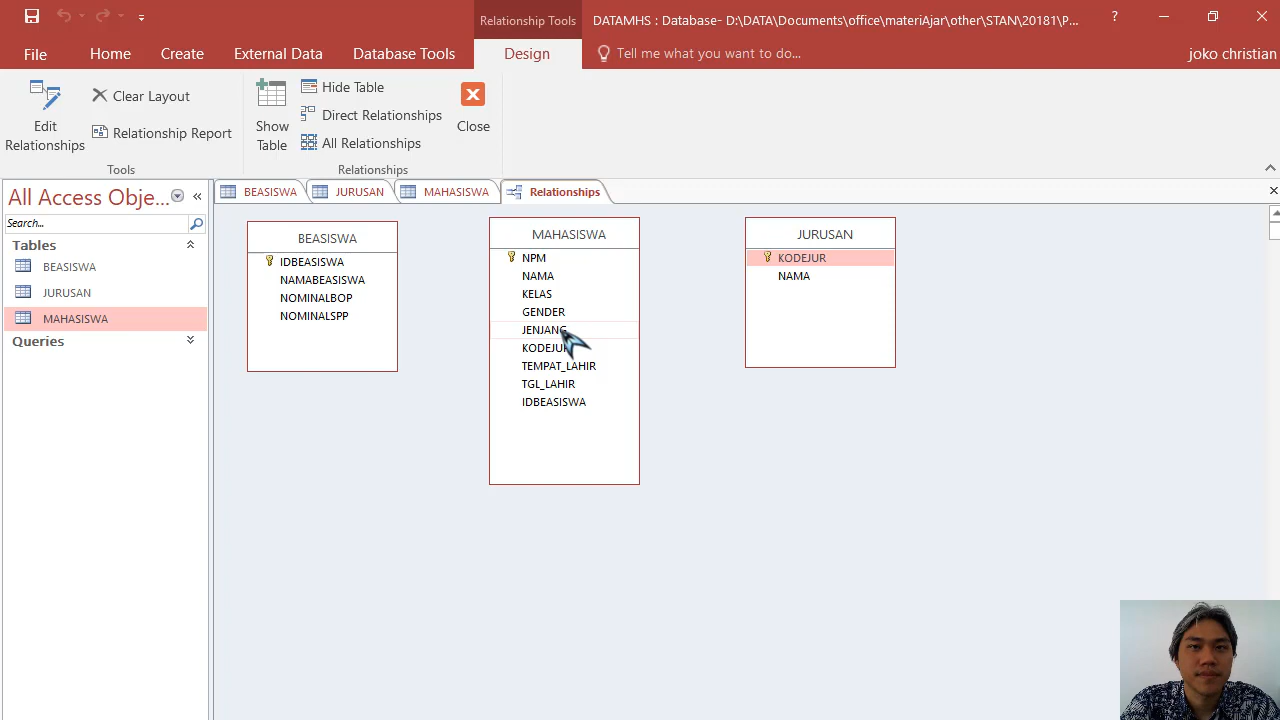 Relationship Tools
DATAMHS : Database- D:\DATA\Documents\office\materiAjar\other\STAN\20181\P...
?
File
Home
Create
External Data
Database Tools
Design
Tell me what you want to do...
joko christian
Edit
Relationships
Clear Layout
Relationship Report
Tools
Show
Table
Hide Table
Direct Relationships
All Relationships
Relationships
Close
All Access Obje...
Search...
Tables
BEASISWA
JURUSAN
MAHASISWA
Queries
BEASISWA
JURUSAN
MAHASISWA
Relationships
BEASISWA
IDBEASISWA
NAMABEASISWA
NOMINALBOP
NOMINALSPP
MAHASISWA
NPM
NAMA
KELAS
GENDER
JENJANG
KODEJUR
TEMPAT_LAHIR
TGL_LAHIR
IDBEASISWA
JURUSAN
KODEJUR
NAMA